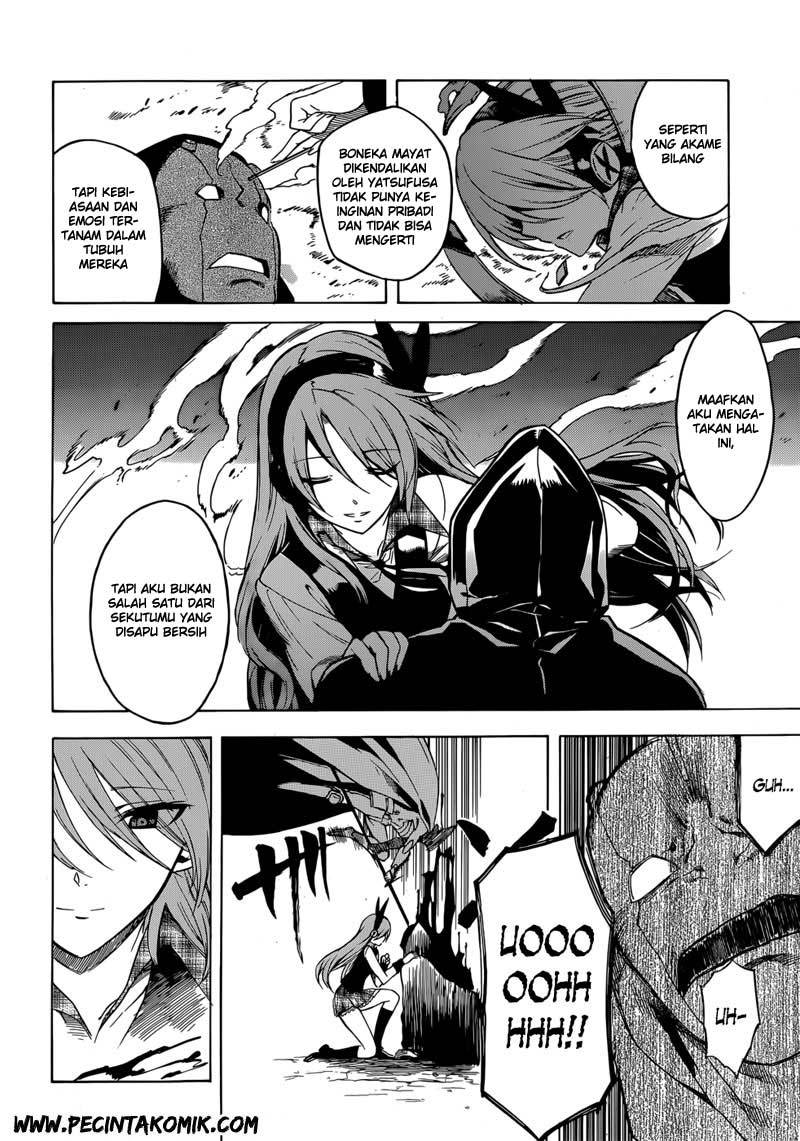 SEPERTI
YANG AKAME
BILANG
BONEKA MAYAT
DIKENDALIKAN
OLEH YATSUFUSA
TIDAK PUNYA KE-
INGINAN PRIBADI
DAN TIDAK BISA
MENGERTI
TAPI KEBI-
ASAAN DAN
EMOSI TER-
TANAM DALAM
TUBUH
MEREKA
MAAFKAN
AKU MENGA-
TAKAN HAL
INI,
TAPI AKU BUKAN
SALAH SATU DARI
SEKUTUMU YANG
DISAPU BERSIH
GUH...
UH-
UOOO
OOHH
HHH!!
WWW.PECINTAKOMIK.COM